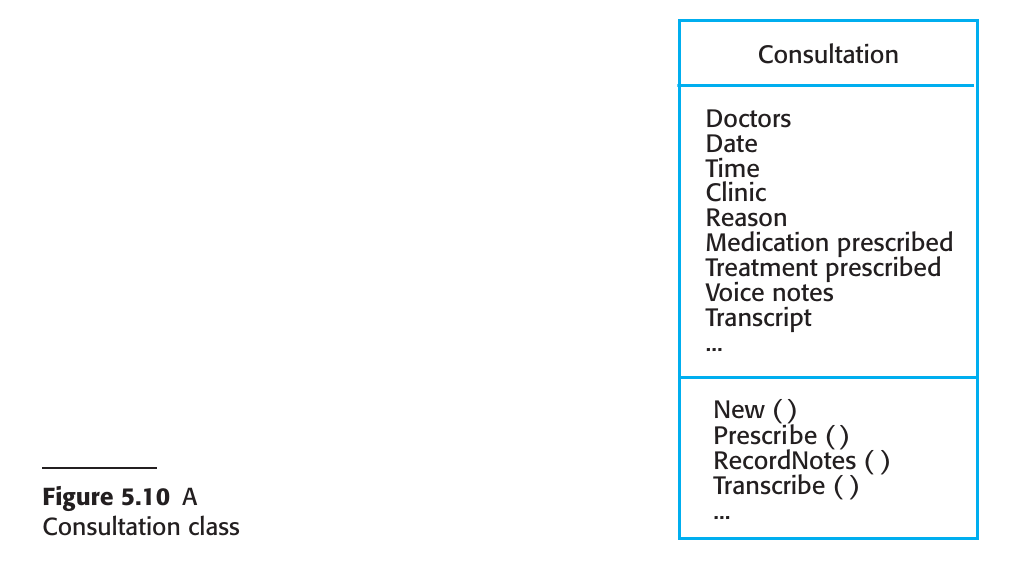 Consultation
Doctors
Date
Time
Clinic
Reason
Medication prescribed
Treatment prescribed
Voice notes
Transcript
...
New ( )
Prescribe ( )
RecordNotes ( )
Transcribe ( )
...
Figure 5.10 A
Consultation class